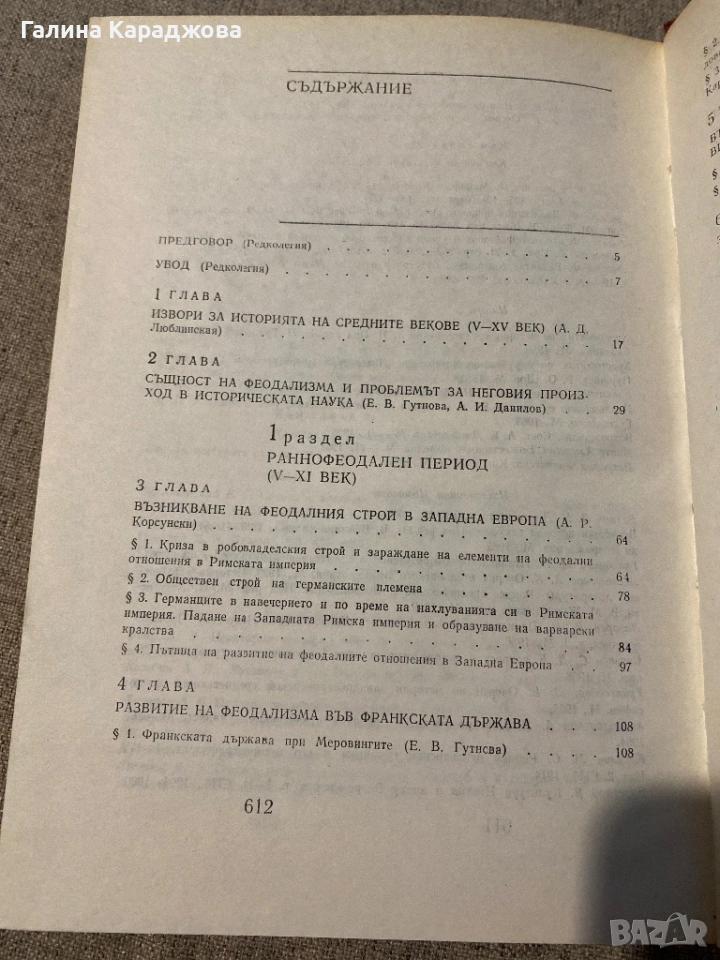 Галина Караджова
СЪДЪРЖАНИЕ
ПРЕДГОВОР (Редколегия) . . . . . . . . . . . . 5
УВОД (Редколегия) . . . . . . . . . . . . . . 7
1 ГЛАВА
ИЗВОРИ ЗА ИСТОРИЯТА НА СРЕДНИТЕ ВЕКОВЕ (V—XV ВЕК) (А. Д.
Люблинская) . . . . . . . . . . . . . . . 17
2 ГЛАВА
СЪЩНОСТ НА ФЕОДАЛИЗМА И ПРОБЛЕМЪТ ЗА НЕГОВИЯ ПРОИЗ-
ХОД В ИСТОРИЧЕСКАТА НАУКА (Е. В. Гутнова, А. И. Данилов) . . 29
1 раздел
РАННОФЕОДАЛЕН ПЕРИОД
(V—XI ВЕК)
3 ГЛАВА
ВЪЗНИКВАНЕ НА ФЕОДАЛНИЯ СТРОЙ В ЗАПАДНА ЕВРОПА (А. Р.
Корсунски) . . . . . . . . . . . . . . . 64
§ 1. Криза в робовладелския строй и зараждане на елементи на феодални
отношения в Римската империя . . . . . . . . . 64
§ 2. Обществен строй на германските племена . . . . . . 78
§ 3. Германците в навечерието и по време на нахлуванията си в Римската
империя. Падане на Западната Римска империя и образуване на варварски
кралства . . . . . . . . . . . . . . . 84
§ 4. Пътища на развитие на феодалните отношения в Западна Европа . . 97
4 ГЛАВА
РАЗВИТИЕ НА ФЕОДАЛИЗМА ВЪВ ФРАНКСКАТА ДЪРЖАВА . . . 108
§ 1. Франкската държава при Меровингите (Е. В. Гутнсва) . . . . 108
612
BAZAR